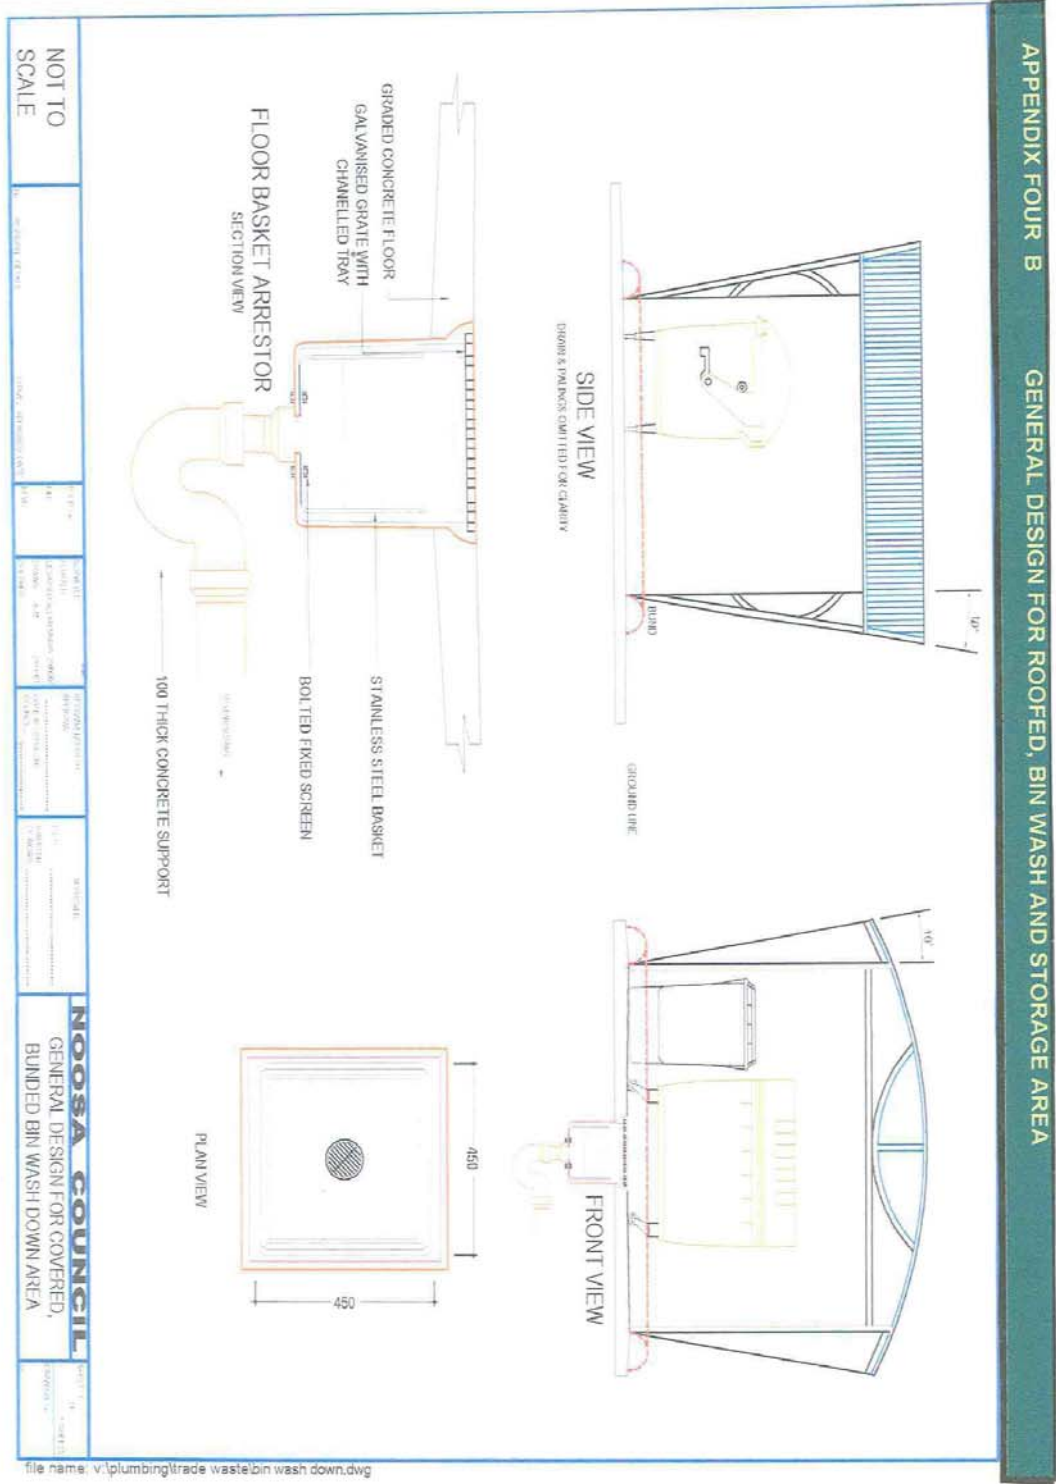 APPENDIX FOUR B GENERAL DESIGN FOR ROOFED, BIN WASH AND STORAGE AREA
10°
BUND
SIDE VIEW
DRAIN & PALINGS OMITTED FOR CLARITY
GROUND LINE
10°
FRONT VIEW
GRADED CONCRETE FLOOR
GALVANISED GRATE WITH
CHANELLED TRAY
FLOOR BASKET ARRESTOR
SECTION VIEW
STAINLESS STEEL BASKET
BOLTED FIXED SCREEN
100 THICK CONCRETE SUPPORT
450
450
PLAN VIEW
NOT TO
SCALE
NOOSA COUNCIL
GENERAL DESIGN FOR COVERED,
BUNDED BIN WASH DOWN AREA
file name: v:\plumbing\trade waste\bin wash down.dwg